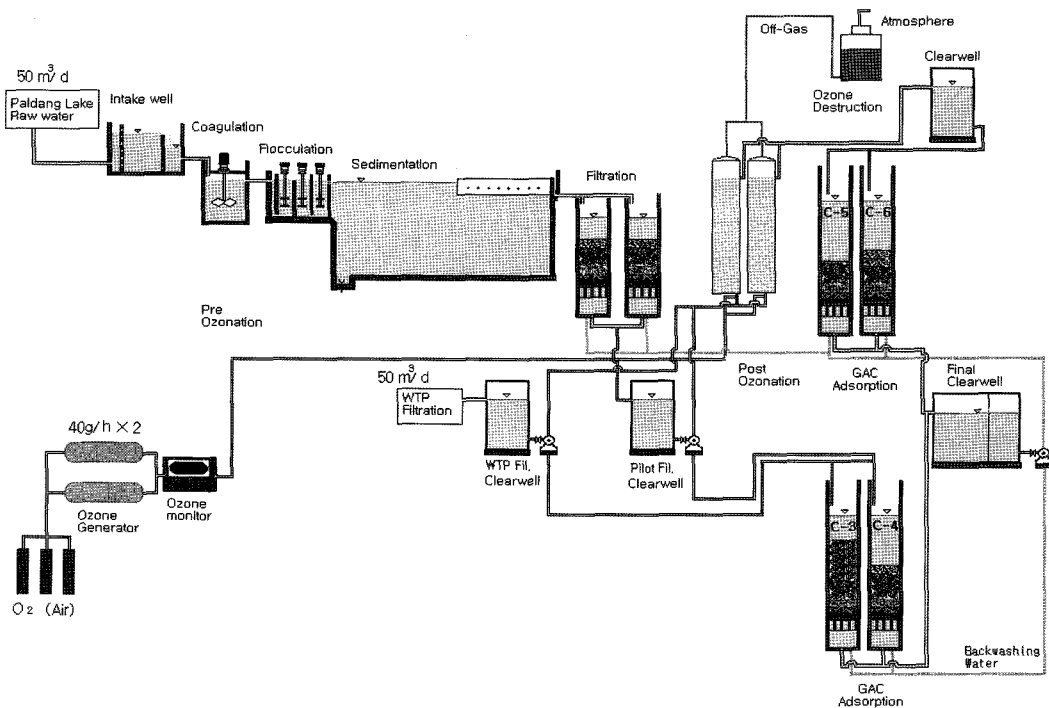 Off-Gas
Atmosphere
Clearwell
50 m³/d
Paldang Lake
Raw water
Intake well
Coagulation
Flocculation
Sedimentation
Filtration
Ozone
Destruction
C-5
C-6
Pre
Ozonation
50 m³/d
WTP
Filtration
Post
Ozonation
GAC
Adsorption
Final
Clearwell
40g/h × 2
WTP Fil.
Clearwell
Pilot Fil.
Clearwell
Ozone
Generator
Ozone
monitor
C-3
C-4
O₂ (Air)
Backwashing
Water
GAC
Adsorption